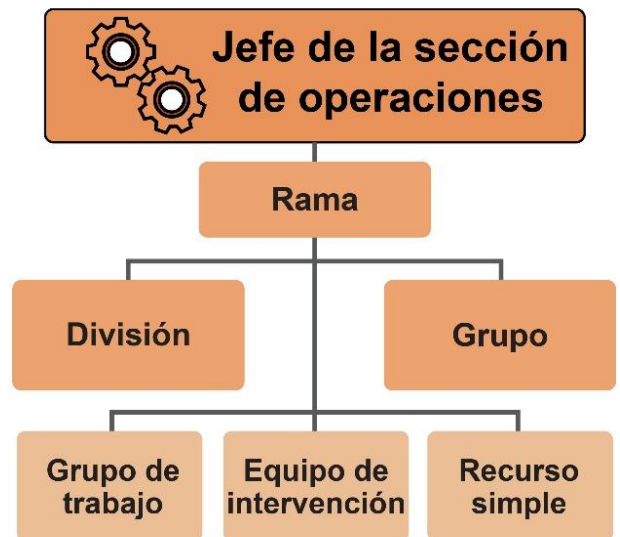 Jefe de la sección
de operaciones
Rama
División
Grupo
Grupo de
trabajo
Equipo de
intervención
Recurso
simple